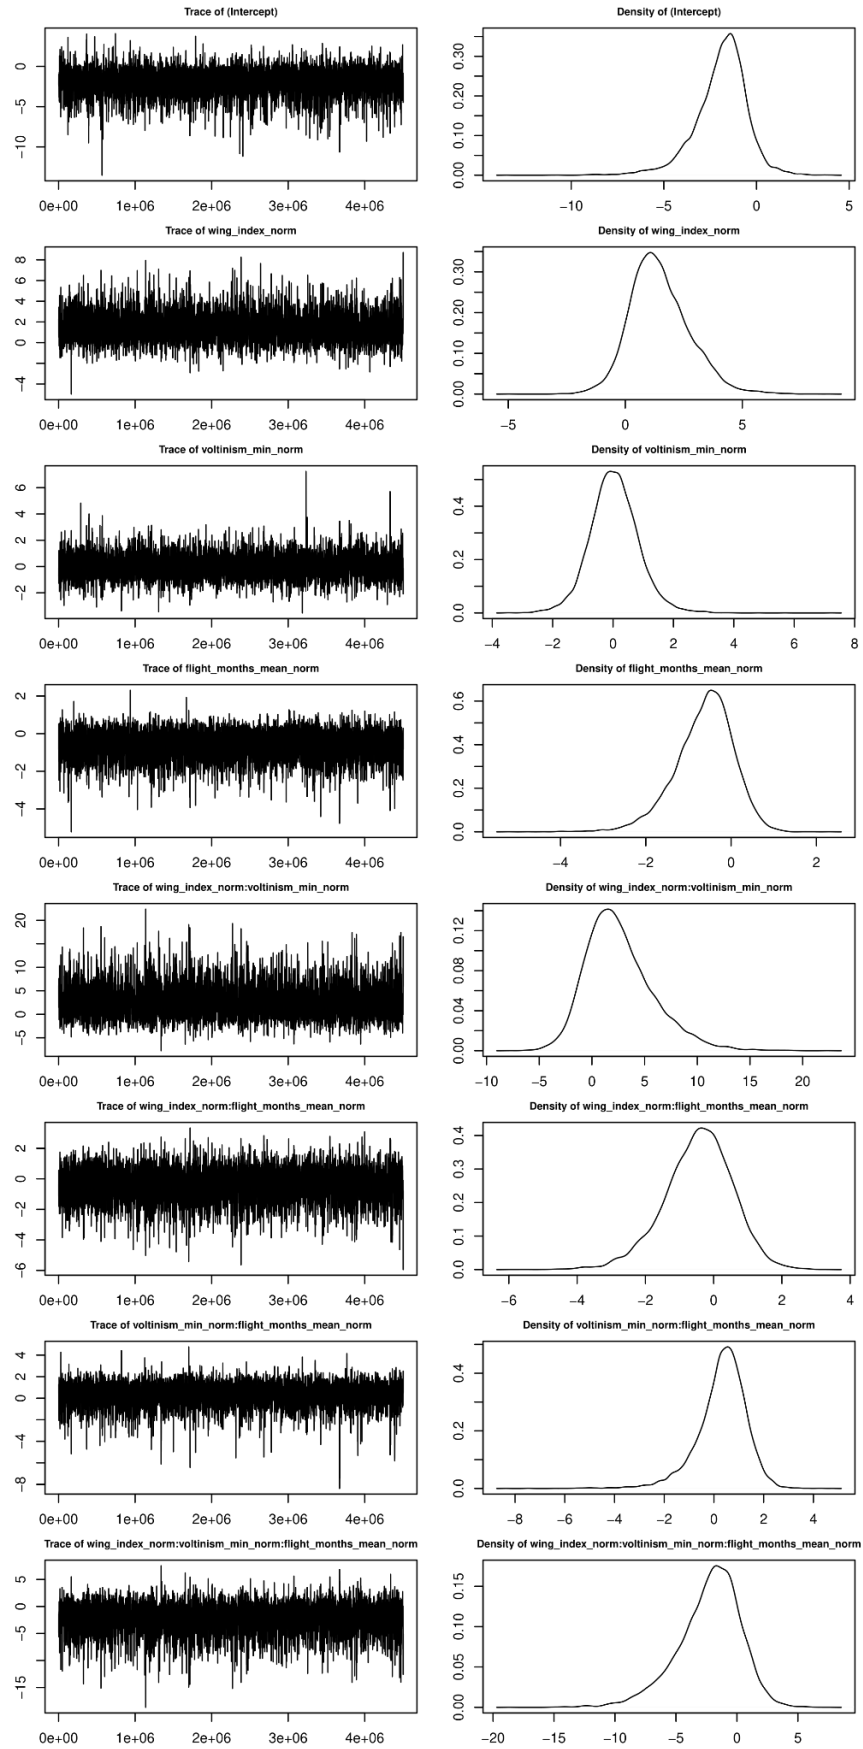 Trace of (Intercept)
Density of (Intercept)
0
−5
−10
0.30
0.20
0.10
0.00
0e+00 1e+06 2e+06 3e+06 4e+06
−10 −5 0 5
Trace of wing_index_norm
Density of wing_index_norm
8
6
4
2
0
−4
0.30
0.20
0.10
0.00
0e+00 1e+06 2e+06 3e+06 4e+06
−5 0 5
Trace of voltinism_min_norm
Density of voltinism_min_norm
6
4
2
0
−2
0.4
0.2
0.0
0e+00 1e+06 2e+06 3e+06 4e+06
−4 −2 0 2 4 6 8
Trace of flight_months_mean_norm
Density of flight_months_mean_norm
2
0
−2
−4
0.6
0.4
0.2
0.0
0e+00 1e+06 2e+06 3e+06 4e+06
−4 −2 0 2
Trace of wing_index_norm:voltinism_min_norm
Density of wing_index_norm:voltinism_min_norm
20
10
5
0
−5
0.12
0.08
0.04
0.00
0e+00 1e+06 2e+06 3e+06 4e+06
−10 −5 0 5 10 15 20
Trace of wing_index_norm:flight_months_mean_norm
Density of wing_index_norm:flight_months_mean_norm
2
0
−2
−4
−6
0.4
0.3
0.2
0.1
0.0
0e+00 1e+06 2e+06 3e+06 4e+06
−6 −4 −2 0 2 4
Trace of voltinism_min_norm:flight_months_mean_norm
Density of voltinism_min_norm:flight_months_mean_norm
4
2
0
−4
−8
0.4
0.2
0.0
0e+00 1e+06 2e+06 3e+06 4e+06
−8 −6 −4 −2 0 2 4
Trace of wing_index_norm:voltinism_min_norm:flight_months_mean_norm
Density of wing_index_norm:voltinism_min_norm:flight_months_mean_norm
5
0
−5
−15
0.15
0.10
0.05
0.00
0e+00 1e+06 2e+06 3e+06 4e+06
−20 −15 −10 −5 0 5